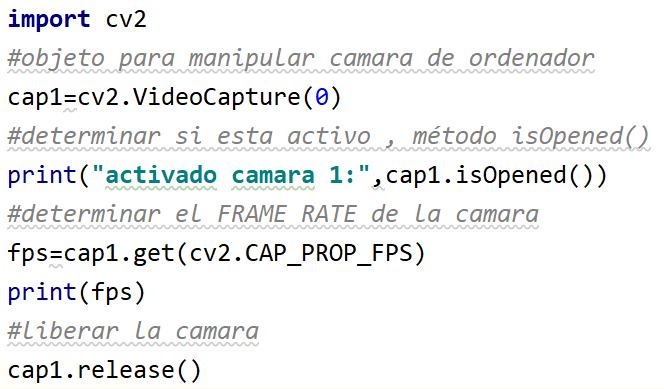 import cv2
#objeto para manipular camara de ordenador
cap1=cv2.VideoCapture(0)
#determinar si esta activo , método isOpened()
print("activado camara 1:",cap1.isOpened())
#determinar el FRAME RATE de la camara
fps=cap1.get(cv2.CAP_PROP_FPS)
print(fps)
#liberar la camara
cap1.release()